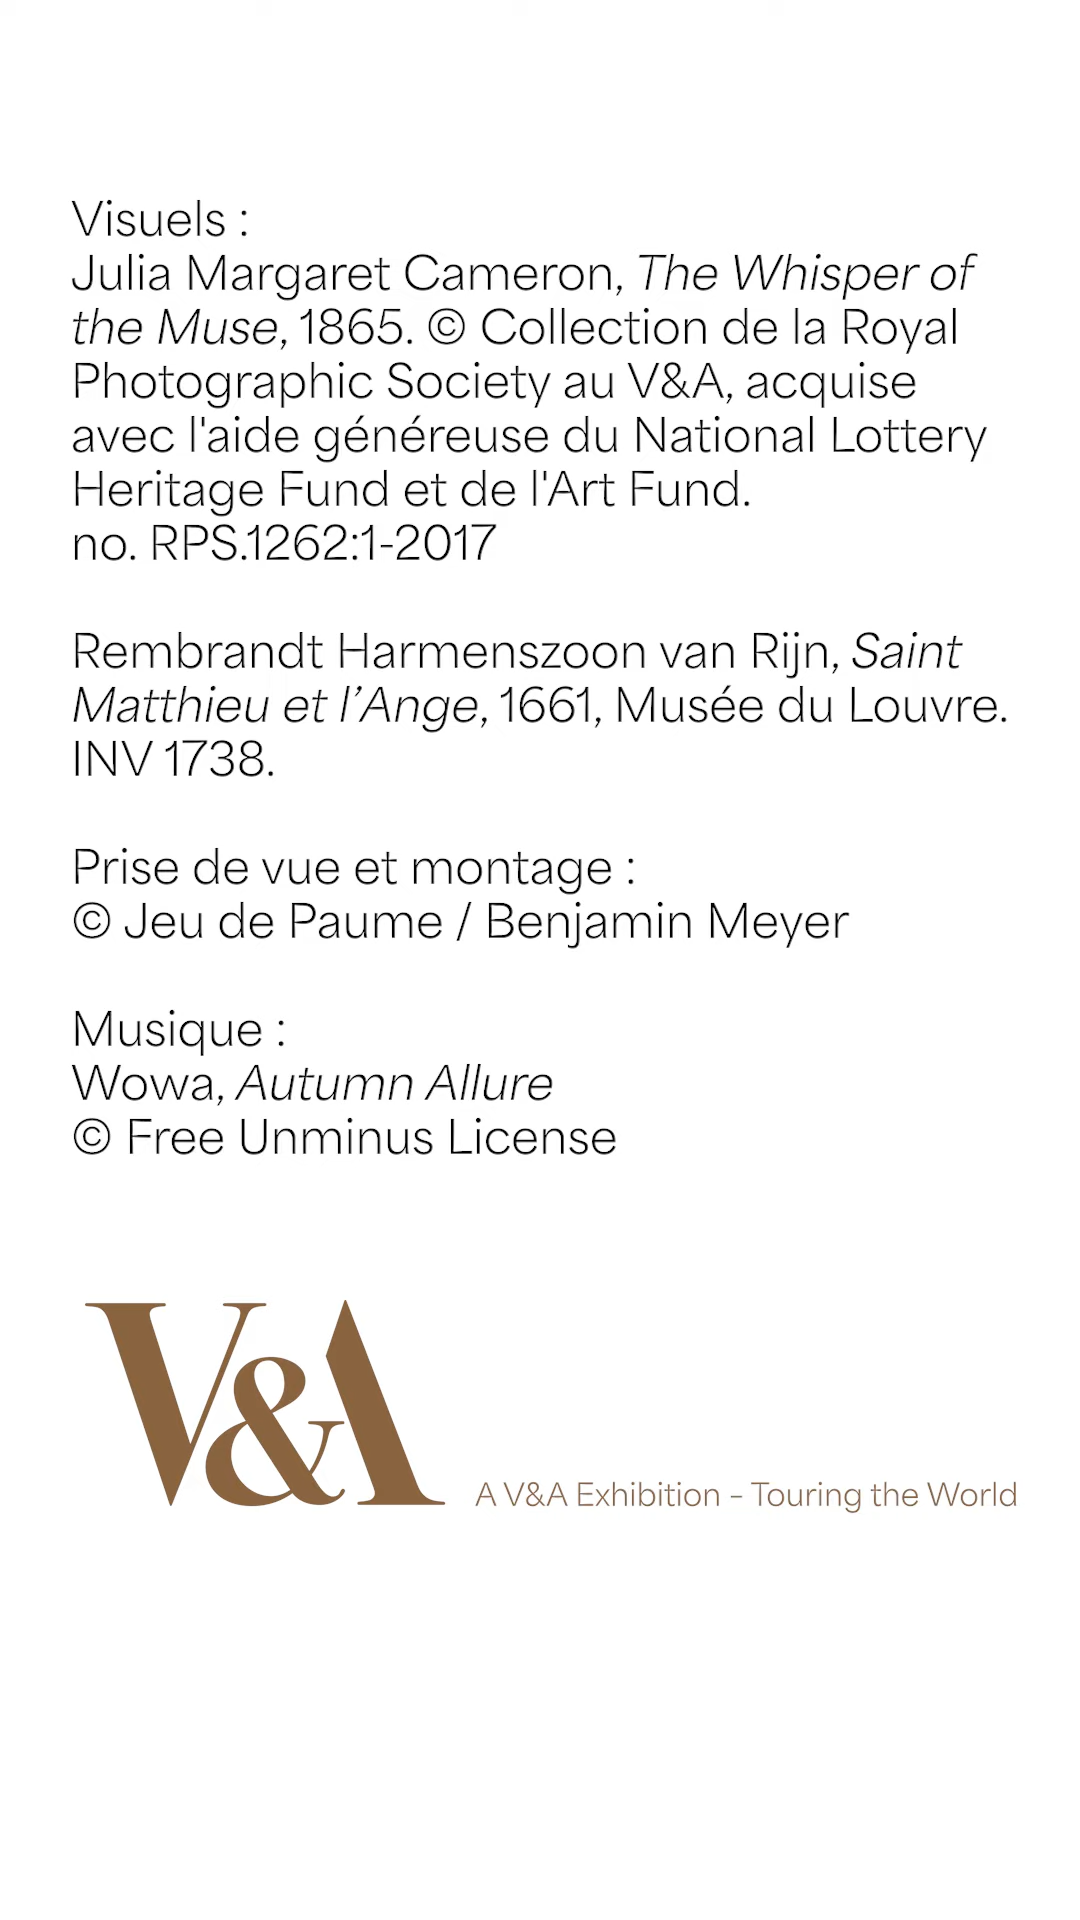 Visuels :
Julia Margaret Cameron, The Whisper of
the Muse, 1865. © Collection de la Royal
Photographic Society au V&A, acquise
avec l'aide généreuse du National Lottery
Heritage Fund et de l'Art Fund.
no. RPS.1262:1-2017
Rembrandt Harmenszoon van Rijn, Saint
Matthieu et l’Ange, 1661, Musée du Louvre.
INV 1738.
Prise de vue et montage :
© Jeu de Paume / Benjamin Meyer
Musique :
Wowa, Autumn Allure
© Free Unminus License
V&A
A V&A Exhibition – Touring the World